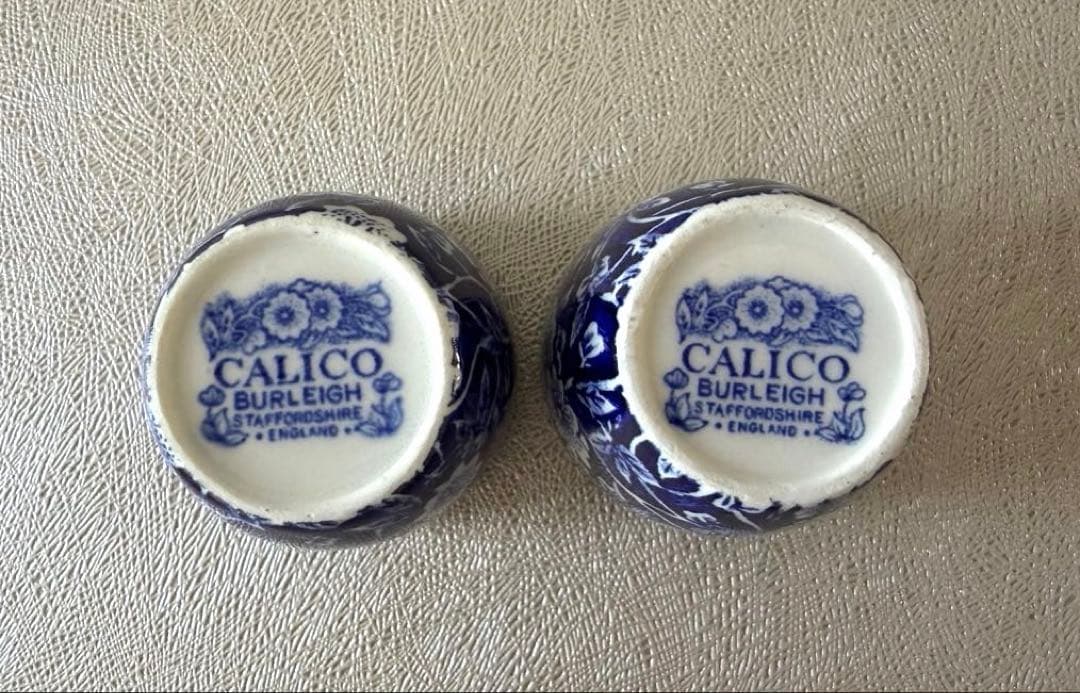 CALICO
BURLEIGH
STAFFORDSHIRE
• ENGLAND •
CALICO
BURLEIGH
STAFFORDSHIRE
• ENGLAND •